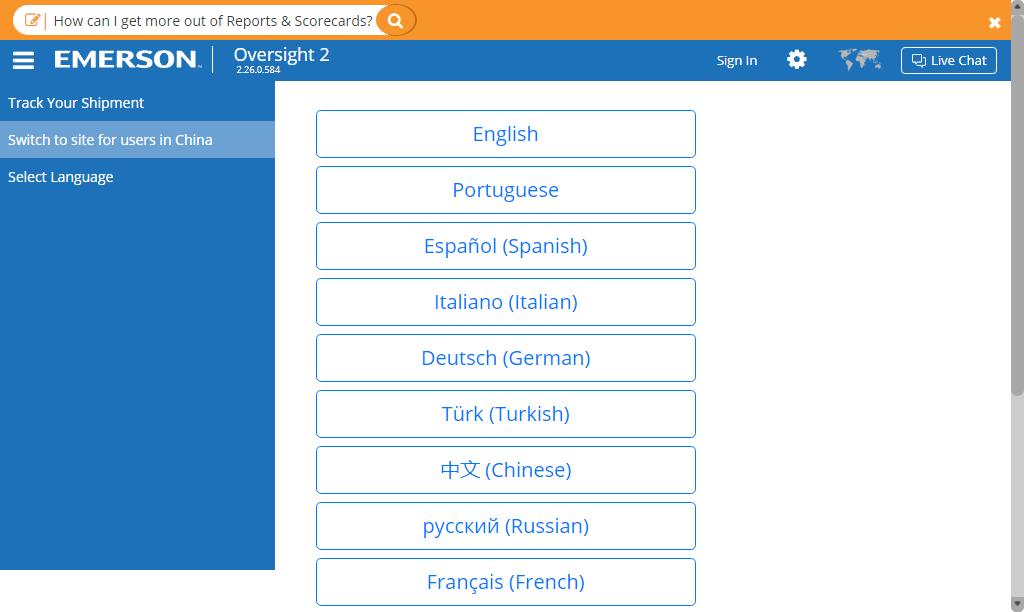 How can I get more out of Reports & Scorecards?
EMERSON
Oversight 2
2.26.0.584
Sign In
Live Chat
Track Your Shipment
Switch to site for users in China
Select Language
English
Portuguese
Español (Spanish)
Italiano (Italian)
Deutsch (German)
Türk (Turkish)
中文 (Chinese)
русский (Russian)
Français (French)